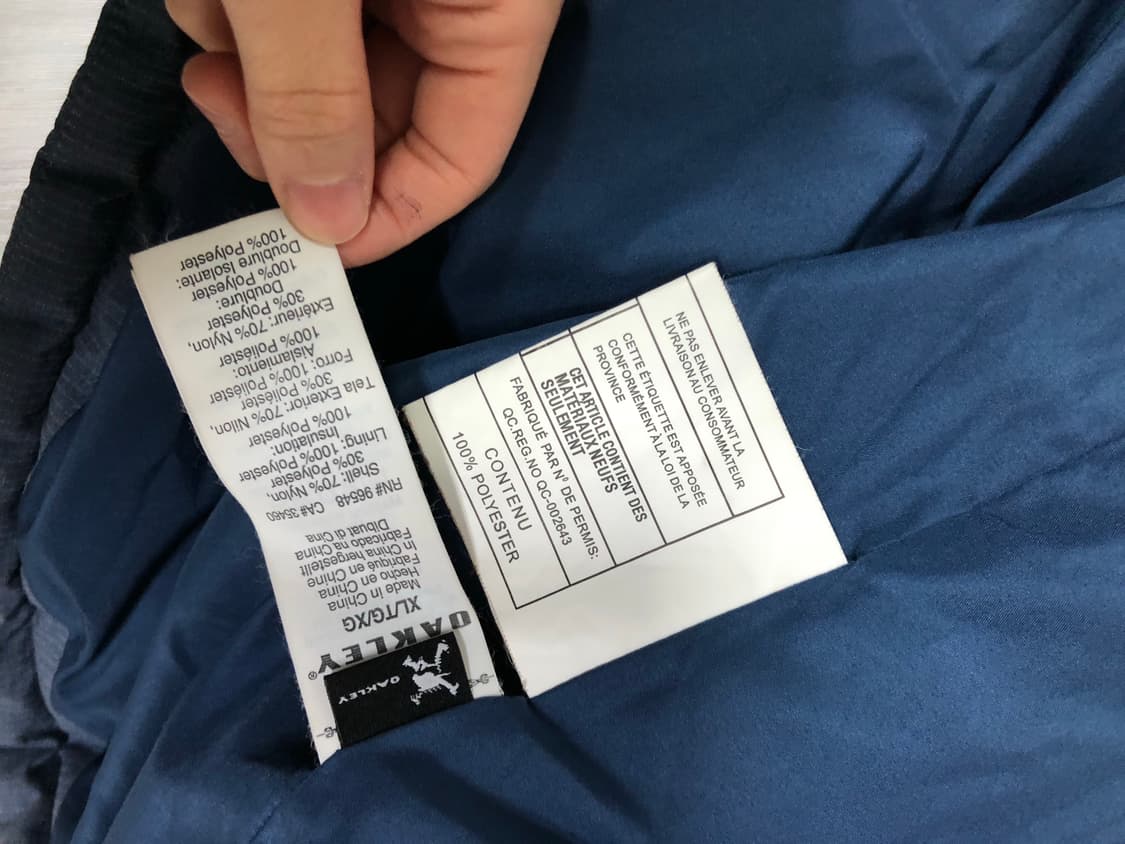 OAKLEY
OAKLEY®
XL/TG/XG
Made in China
Hecho en China
Fabriqué en Chine
In China hergestellt
Fabricado na China
Dibuat di Cina
RN# 96548 CA# 35460
Shell: 70% Nylon,
30% Polyester
Lining:
100% Polyester
Insulation:
100% Polyester
Tela Exterior: 70% Nilon,
30% Poliéster
Forro: 100% Poliéster
Aislamiento:
100% Poliéster
Extérieur: 70% Nylon,
30% Polyester
Doublure:
100% Polyester
Doublure Isolante:
100% Polyester
NE PAS ENLEVER AVANT LA
LIVRAISON AU CONSOMMATEUR
CETTE ÉTIQUETTE EST APPOSÉE
CONFORMÉMENT À LA LOI DE LA
PROVINCE
CET ARTICLE CONTIENT DES
MATÉRIAUX NEUFS
SEULEMENT
FABRIQUÉ PAR Nº DE PERMIS:
QC.REG.NO QC-002643
CONTENU
100% POLYESTER